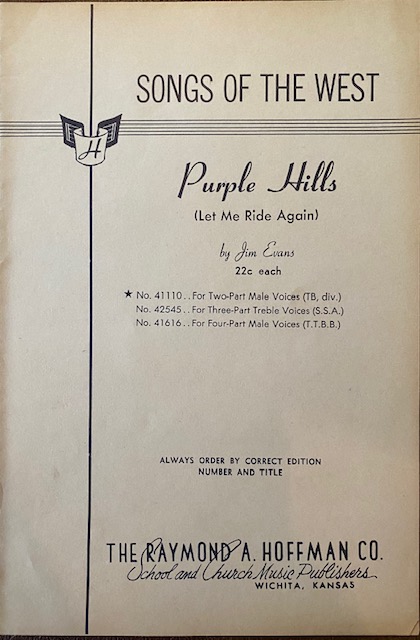 SONGS OF THE WEST
H
Purple Hills
(Let Me Ride Again)
by Jim Evans
22c each
★ No. 41110 . . For Two-Part Male Voices (TB, div.)
No. 42545 . . For Three-Part Treble Voices (S.S.A.)
No. 41616 . . For Four-Part Male Voices (T.T.B.B.)
ALWAYS ORDER BY CORRECT EDITION
NUMBER AND TITLE
THE RAYMOND A. HOFFMAN CO.
School and Church Music Publishers
WICHITA, KANSAS